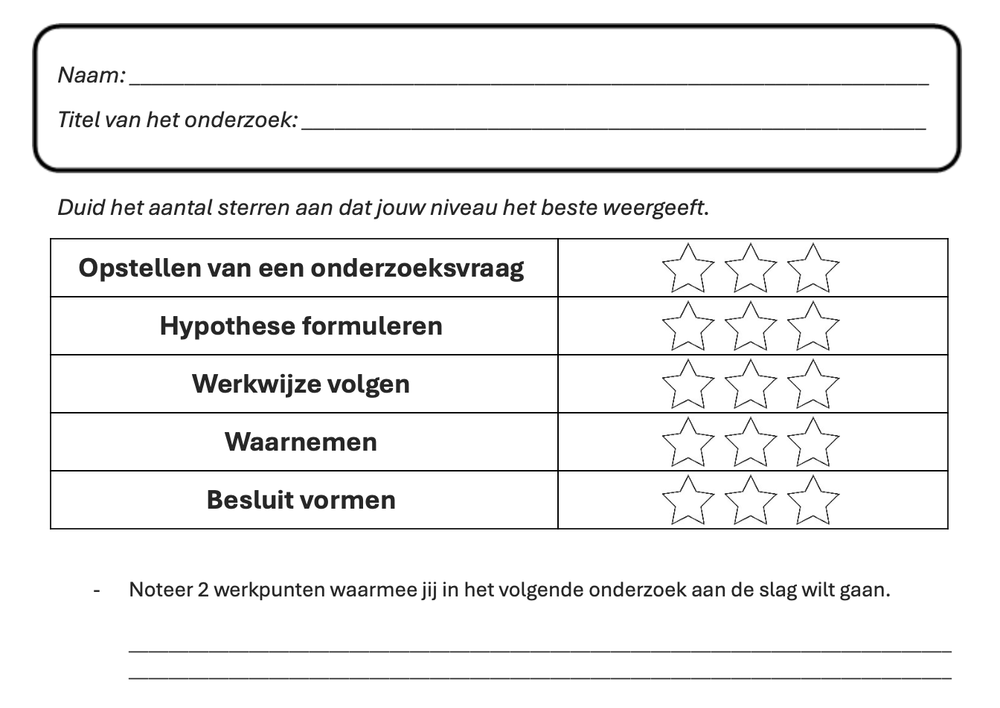 Naam:
Titel van het onderzoek:
Duid het aantal sterren aan dat jouw niveau het beste weergeeft.
Opstellen van een onderzoeksvraag
Hypothese formuleren
Werkwijze volgen
Waarnemen
Besluit vormen
- Noteer 2 werkpunten waarmee jij in het volgende onderzoek aan de slag wilt gaan.